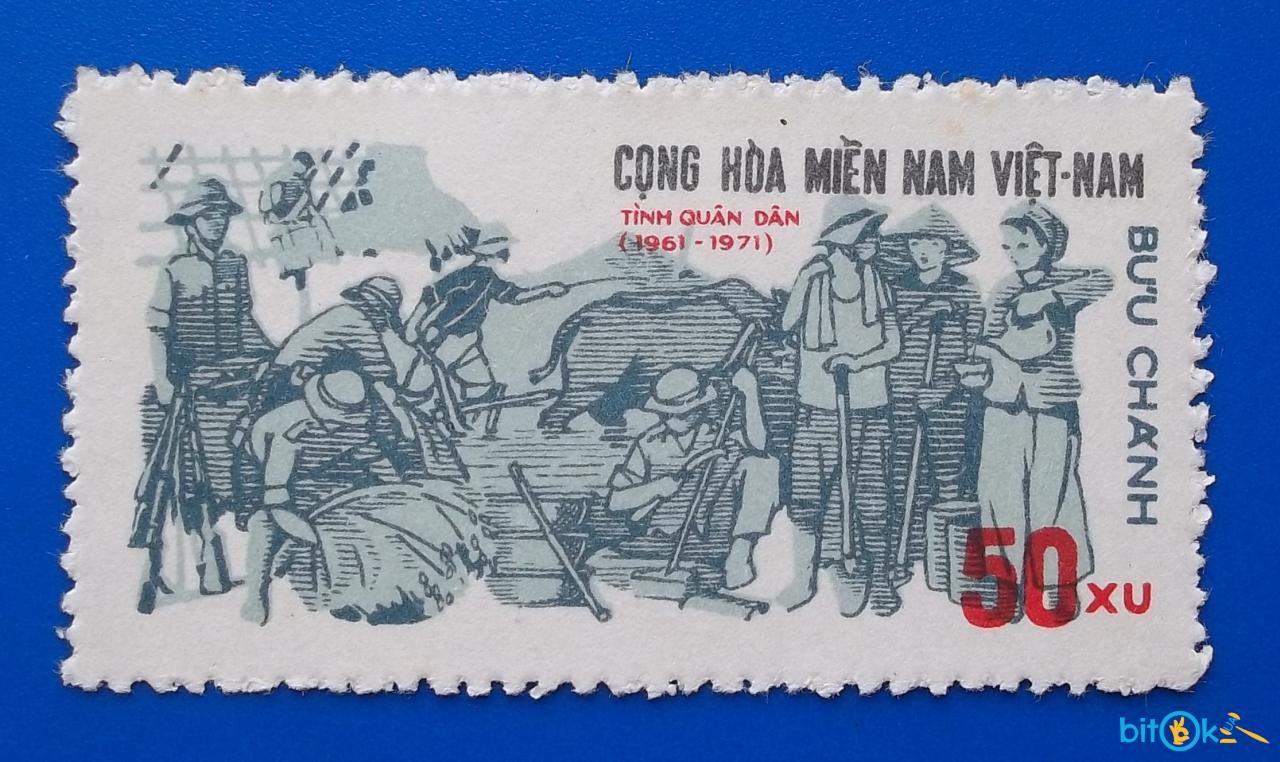 CỘNG HÒA MIỀN NAM VIỆT-NAM
TÌNH QUÂN DÂN
(1961-1971)
BƯU CHÁNH
50 XU
bitok